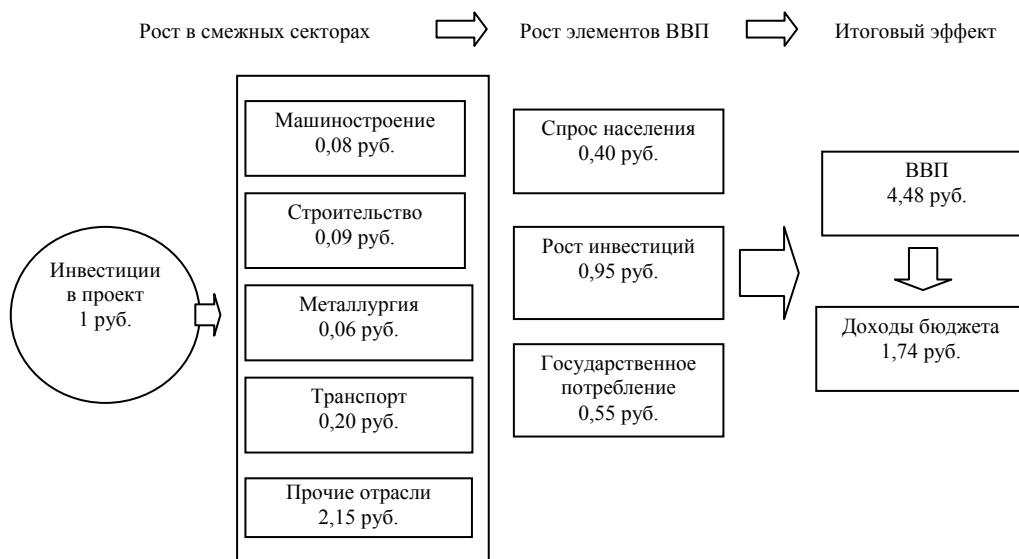 Рост в смежных секторах
Рост элементов ВВП
Итоговый эффект
Инвестиции
в проект
1 руб.
Машиностроение
0,08 руб.
Строительство
0,09 руб.
Металлургия
0,06 руб.
Транспорт
0,20 руб.
Прочие отрасли
2,15 руб.
Спрос населения
0,40 руб.
Рост инвестиций
0,95 руб.
Государственное
потребление
0,55 руб.
ВВП
4,48 руб.
Доходы бюджета
1,74 руб.